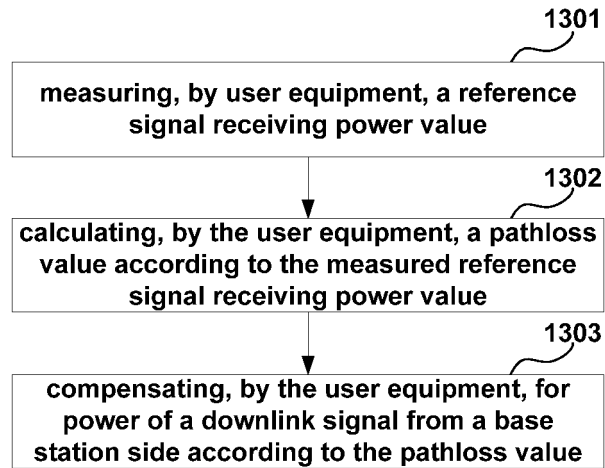 1301
measuring, by user equipment, a reference
signal receiving power value
1302
calculating, by the user equipment, a pathloss
value according to the measured reference
signal receiving power value
1303
compensating, by the user equipment, for
power of a downlink signal from a base
station side according to the pathloss value